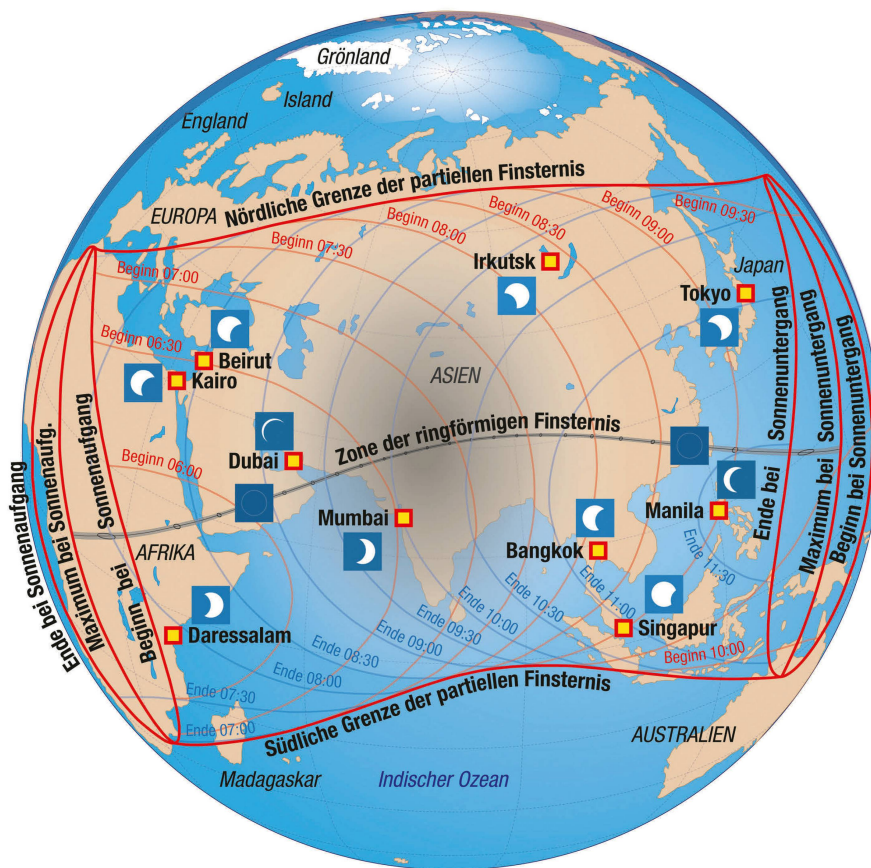 Grönland
Island
England
EUROPA
Nördliche Grenze der partiellen Finsternis
Beginn 07:00
Beginn 07:30
Beginn 08:00
Beginn 08:30
Beginn 09:00
Beginn 09:30
Irkutsk
Japan
Tokyo
Beginn 06:30
Beirut
Kairo
ASIEN
Sonnenuntergang
Sonnenuntergang
Beginn bei Sonnenuntergang
Maximum bei
Ende bei
Zone der ringförmigen Finsternis
Dubai
Beginn 06:00
Mumbai
Manila
Bangkok
AFRIKA
Ende bei Sonnenaufgang
Maximum bei Sonnenaufg.
Beginn bei
Sonnenaufgang
Daressalam
Singapur
Beginn 10:00
Ende 11:30
Ende 11:00
Ende 10:30
Ende 10:00
Ende 09:30
Ende 09:00
Ende 08:30
Ende 08:00
Ende 07:30
Ende 07:00
Südliche Grenze der partiellen Finsternis
AUSTRALIEN
Madagaskar
Indischer Ozean